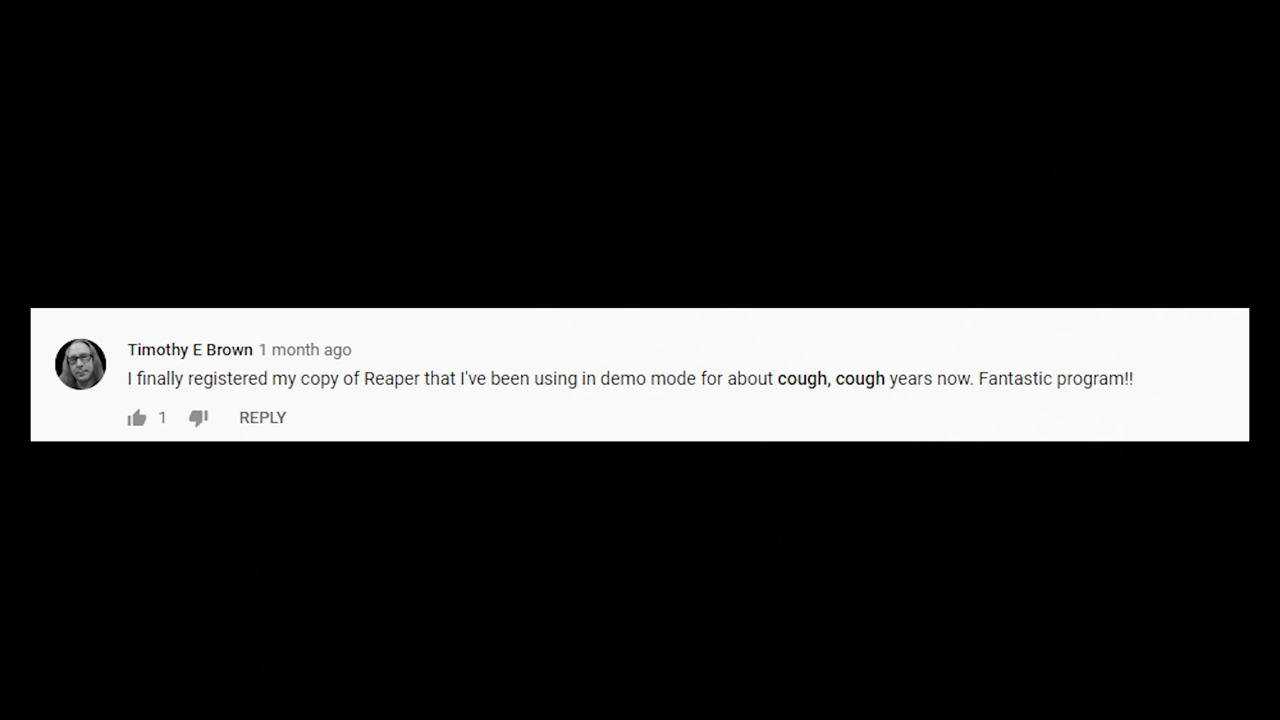 Timothy E Brown 1 month ago
I finally registered my copy of Reaper that I've been using in demo mode for about cough, cough years now. Fantastic program!!
1 REPLY